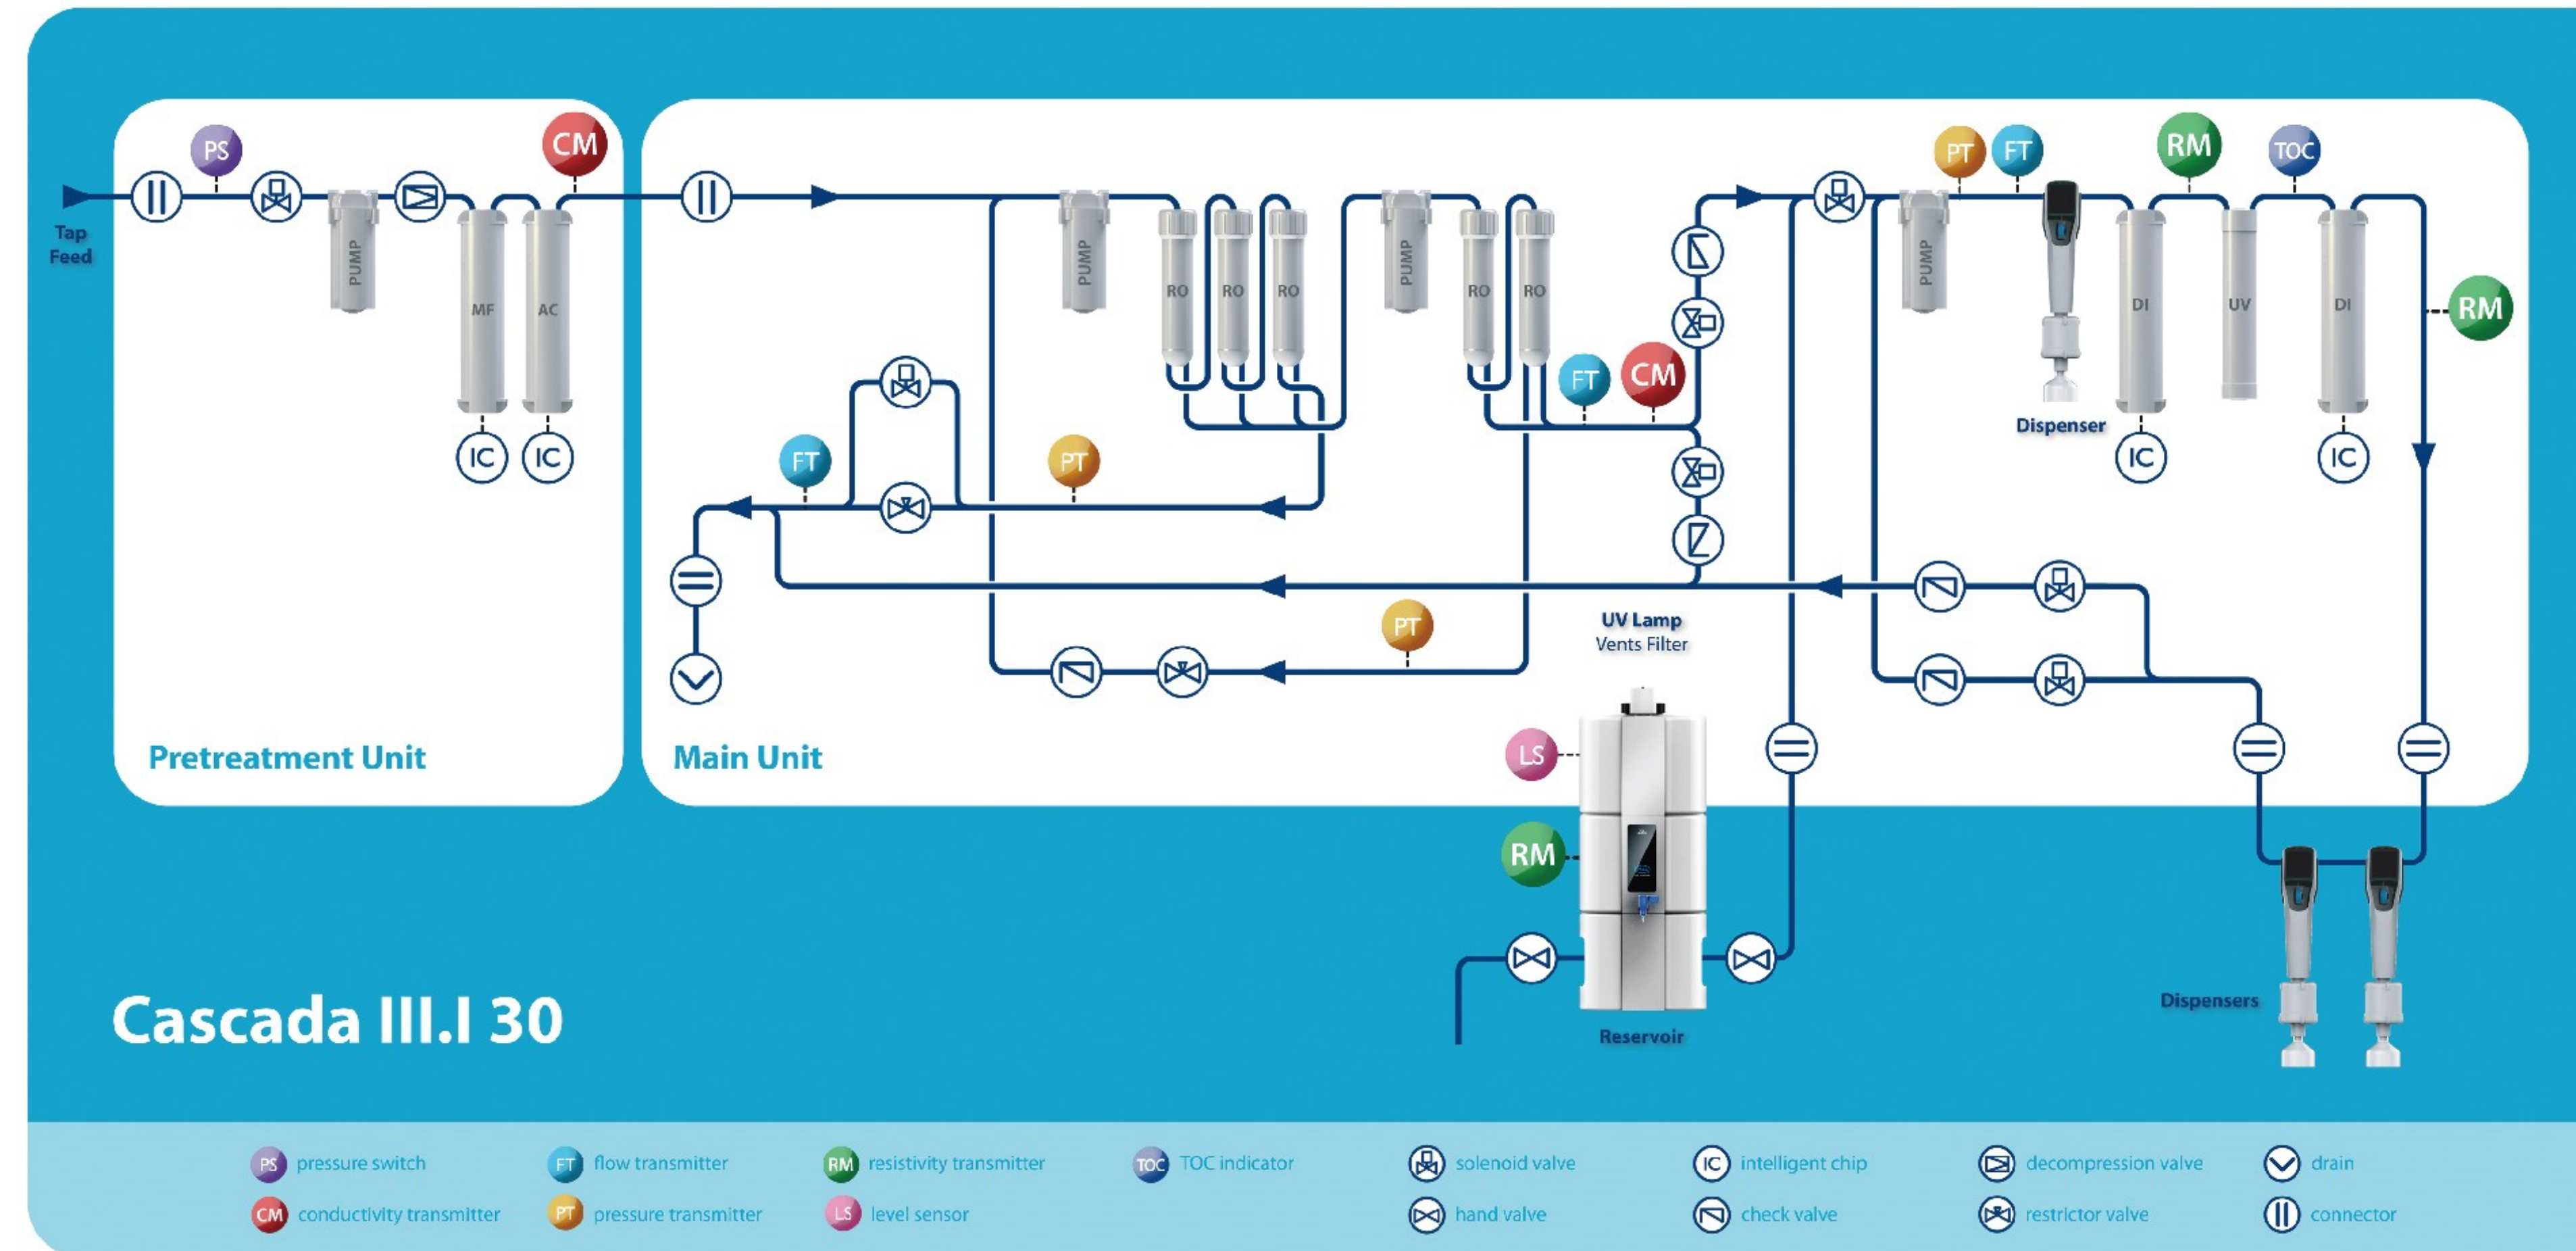 PS
CM
PT
FT
RM
TOC
Tap
Feed
PUMP
MF
AC
PUMP
RO
RO
RO
PUMP
RO
RO
PUMP
DI
UV
DI
RM
FT
CM
Dispenser
IC
IC
FT
PT
IC
IC
PT
UV Lamp
Vents Filter
Pretreatment Unit
Main Unit
LS
RM
Cascada III.I 30
Reservoir
Dispensers
PS pressure switch
FT flow transmitter
RM resistivity transmitter
TOC TOC indicator
solenoid valve
IC intelligent chip
decompression valve
drain
CM conductivity transmitter
PT pressure transmitter
LS level sensor
hand valve
check valve
restrictor valve
connector